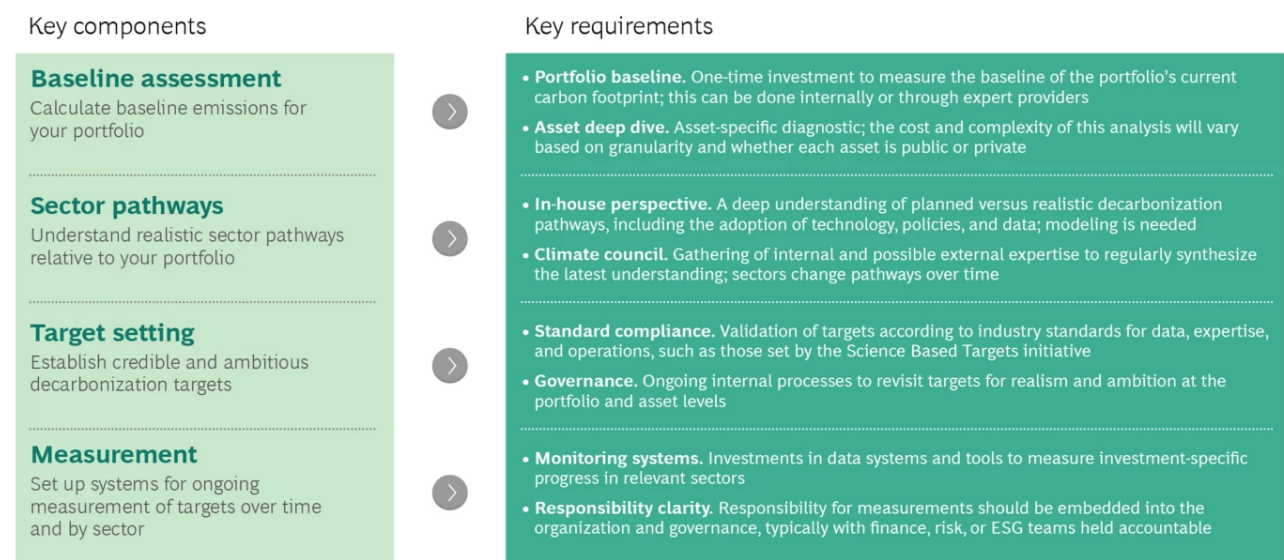 Key components
Key requirements
Baseline assessment
Calculate baseline emissions for
your portfolio
• Portfolio baseline. One-time investment to measure the baseline of the portfolio's current
carbon footprint; this can be done internally or through expert providers
• Asset deep dive. Asset-specific diagnostic; the cost and complexity of this analysis will vary
based on granularity and whether each asset is public or private
Sector pathways
Understand realistic sector pathways
relative to your portfolio
• In-house perspective. A deep understanding of planned versus realistic decarbonization
pathways, including the adoption of technology, policies, and data; modeling is needed
• Climate council. Gathering of internal and possible external expertise to regularly synthesize
the latest understanding; sectors change pathways over time
Target setting
Establish credible and ambitious
decarbonization targets
• Standard compliance. Validation of targets according to industry standards for data, expertise,
and operations, such as those set by the Science Based Targets initiative
• Governance. Ongoing internal processes to revisit targets for realism and ambition at the
portfolio and asset levels
Measurement
Set up systems for ongoing
measurement of targets over time
and by sector
• Monitoring systems. Investments in data systems and tools to measure investment-specific
progress in relevant sectors
• Responsibility clarity. Responsibility for measurements should be embedded into the
organization and governance, typically with finance, risk, or ESG teams held accountable